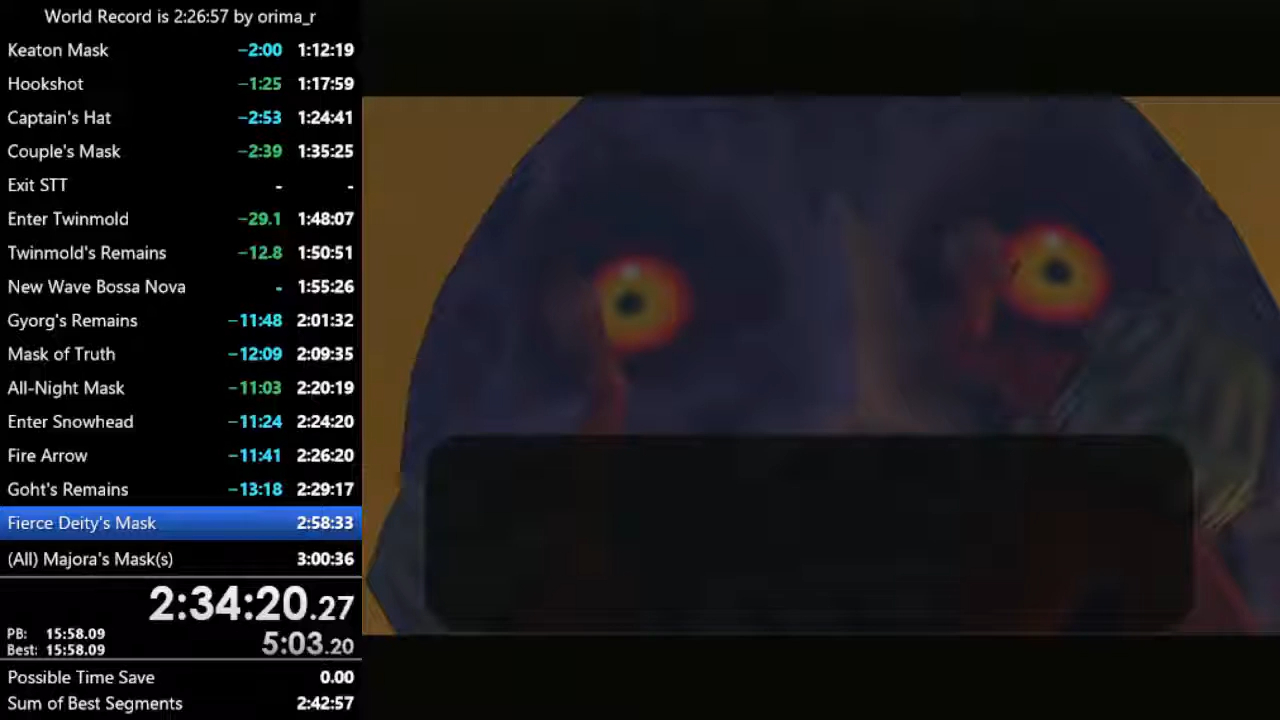 World Record is 2:26:57 by orima_r
Keaton Mask −2:00 1:12:19
Hookshot −1:25 1:17:59
Captain's Hat −2:53 1:24:41
Couple's Mask −2:39 1:35:25
Exit STT - -
Enter Twinmold −29.1 1:48:07
Twinmold's Remains −12.8 1:50:51
New Wave Bossa Nova - 1:55:26
Gyorg's Remains −11:48 2:01:32
Mask of Truth −12:09 2:09:35
All-Night Mask −11:03 2:20:19
Enter Snowhead −11:24 2:24:20
Fire Arrow −11:41 2:26:20
Goht's Remains −13:18 2:29:17
Fierce Deity's Mask 2:58:33
(All) Majora's Mask(s) 3:00:36
2:34:20.27
PB: 15:58.09
Best: 15:58.09
5:03.20
Possible Time Save 0.00
Sum of Best Segments 2:42:57